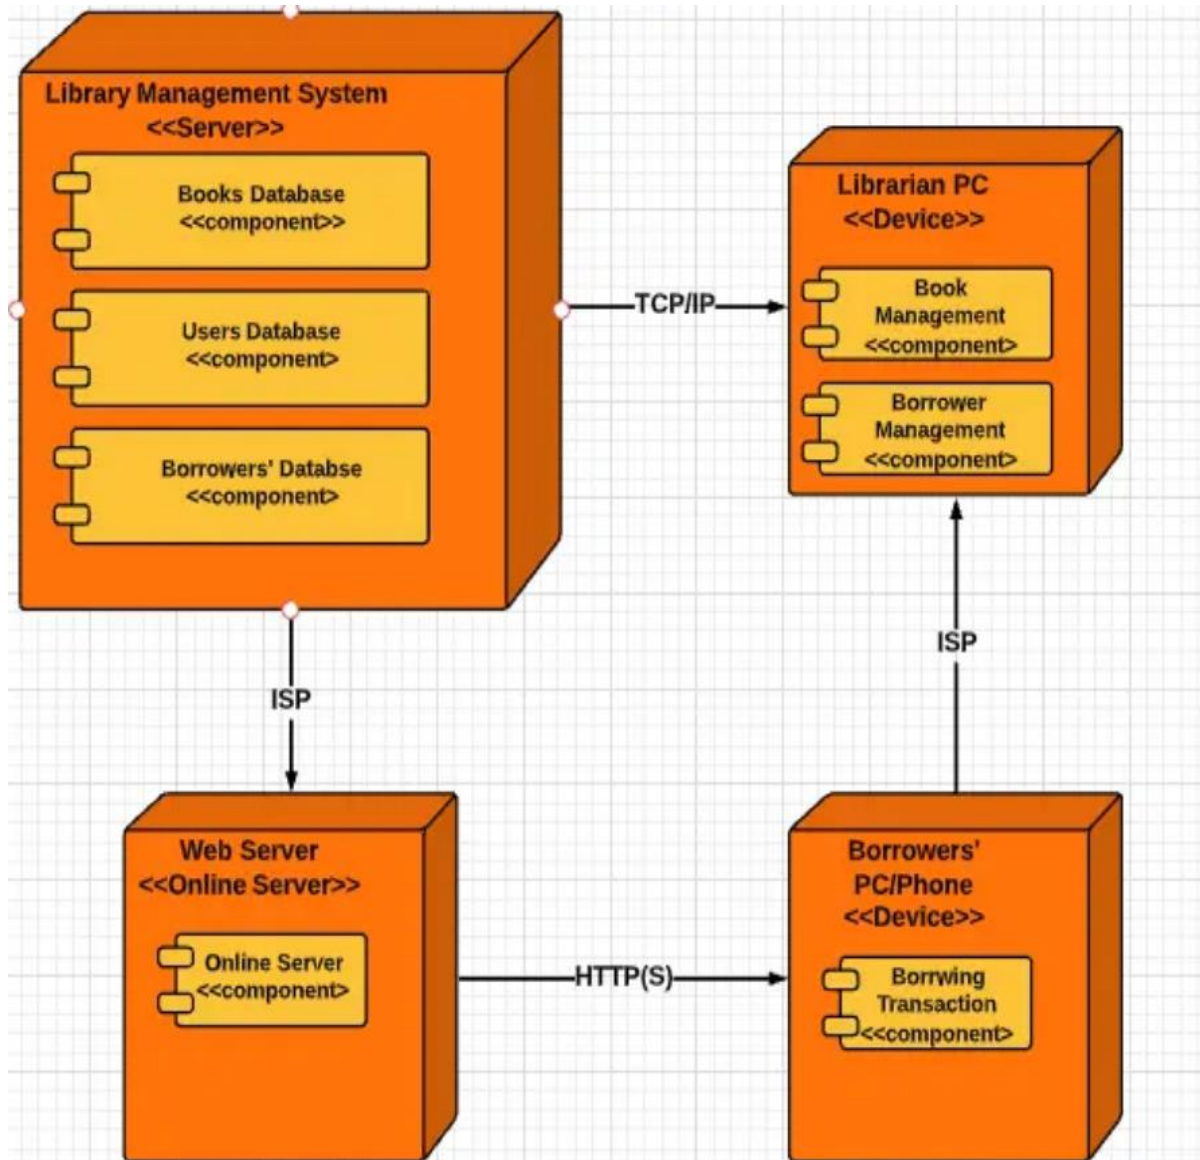 Library Management System
<<Server>>
Books Database
<<component>>
Users Database
<<component>
Borrowers' Databse
<<component>
TCP/IP
Librarian PC
<<Device>>
Book
Management
<<component>
Borrower
Management
<<component>
ISP
ISP
Web Server
<<Online Server>>
Online Server
<<component>
HTTP(S)
Borrowers'
PC/Phone
<<Device>>
Borrwing
Transaction
<<component>